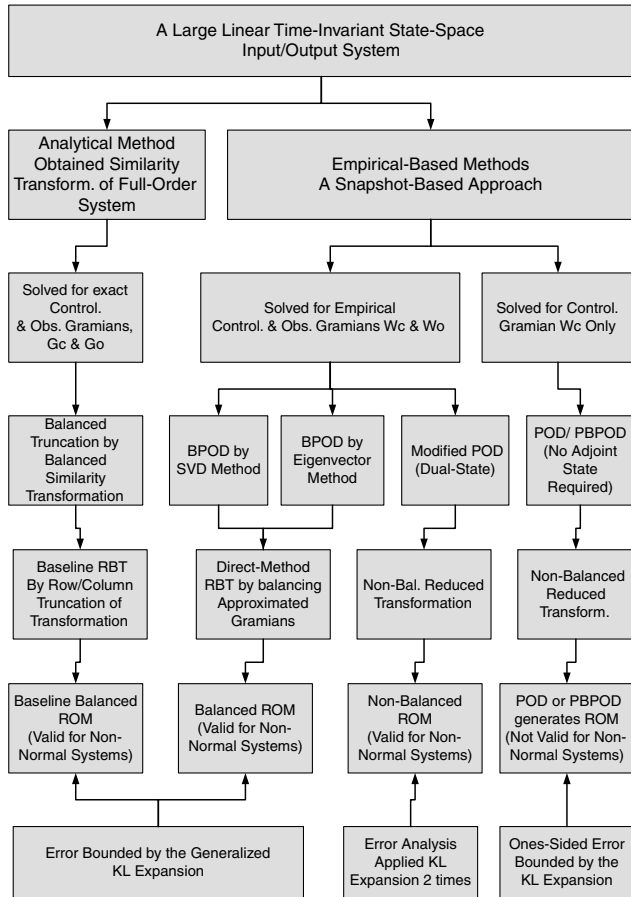 A Large Linear Time-Invariant State-Space
Input/Output System
Analytical Method
Obtained Similarity
Transform. of Full-Order
System
Empirical-Based Methods
A Snapshot-Based Approach
Solved for exact
Control.
& Obs. Gramians,
Gc & Go
Solved for Empirical
Control. & Obs. Gramians Wc & Wo
Solved for Control.
Gramian Wc Only
Balanced
Truncation by
Balanced
Similarity
Transformation
BPOD by
SVD Method
BPOD by
Eigenvector
Method
Modified POD
(Dual-State)
POD/ PBPOD
(No Adjoint
State
Required)
Baseline RBT
By Row/Column
Truncation of
Transformation
Direct-Method
RBT by balancing
Approximated
Gramians
Non-Bal. Reduced
Transformation
Non-Balanced
Reduced
Transform.
Baseline Balanced
ROM
(Valid for Non-
Normal Systems)
Balanced ROM
(Valid for Non-
Normal Systems)
Non-Balanced
ROM
(Valid for Non-
Normal Systems)
POD or PBPOD
generates ROM
(Not Valid for Non-
Normal Systems)
Error Bounded by the Generalized
KL Expansion
Error Analysis
Applied KL
Expansion 2 times
Ones-Sided Error
Bounded by the
KL Expansion